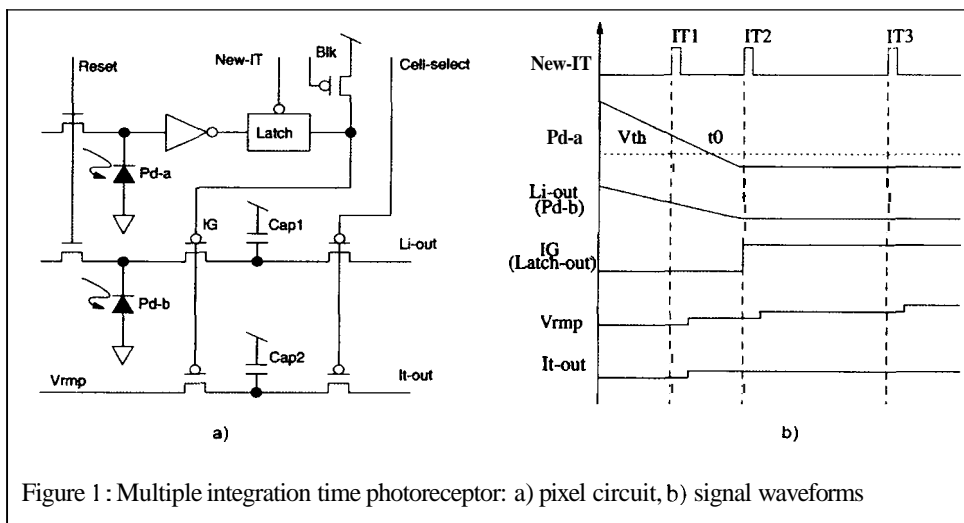 Reset
New-IT
Blk
Cell-select
Latch
Pd-a
IG
Cap1
Li-out
Pd-b
Cap2
Vrmp
It-out
a)
IT1
IT2
IT3
New-IT
Pd-a
Vth
t0
Li-out
(Pd-b)
IG
(Latch-out)
Vrmp
It-out
b)
Figure 1: Multiple integration time photoreceptor: a) pixel circuit, b) signal waveforms